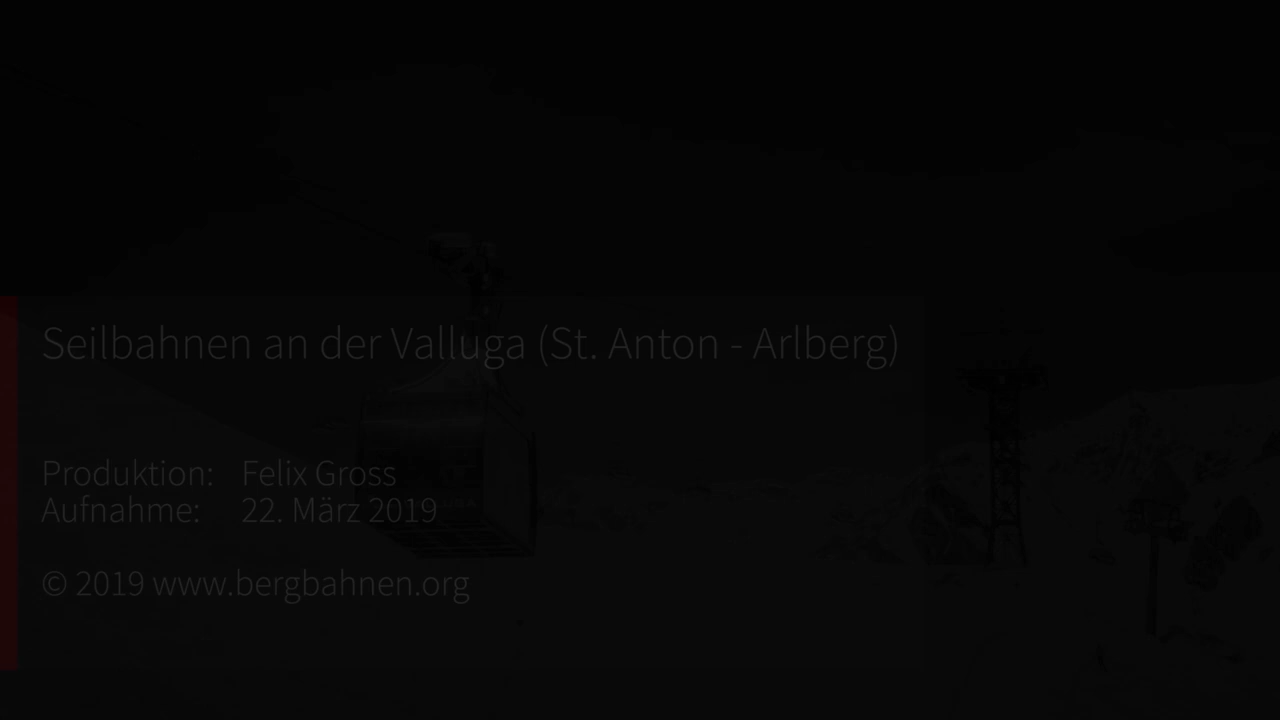 Seilbahnen an der Valluga (St. Anton - Arlberg)
Produktion: Felix Gross
Aufnahme: 22. März 2019
© 2019 www.bergbahnen.org